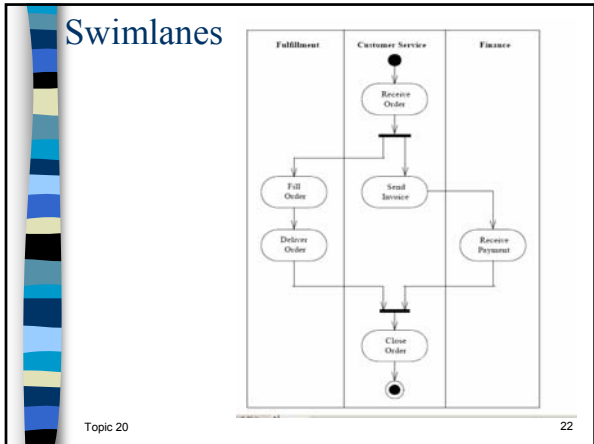 Swimlanes
Fulfillment
Customer Service
Finance
Receive
Order
Fill
Order
Send
Invoice
Deliver
Order
Receive
Payment
Close
Order
Topic 20
22